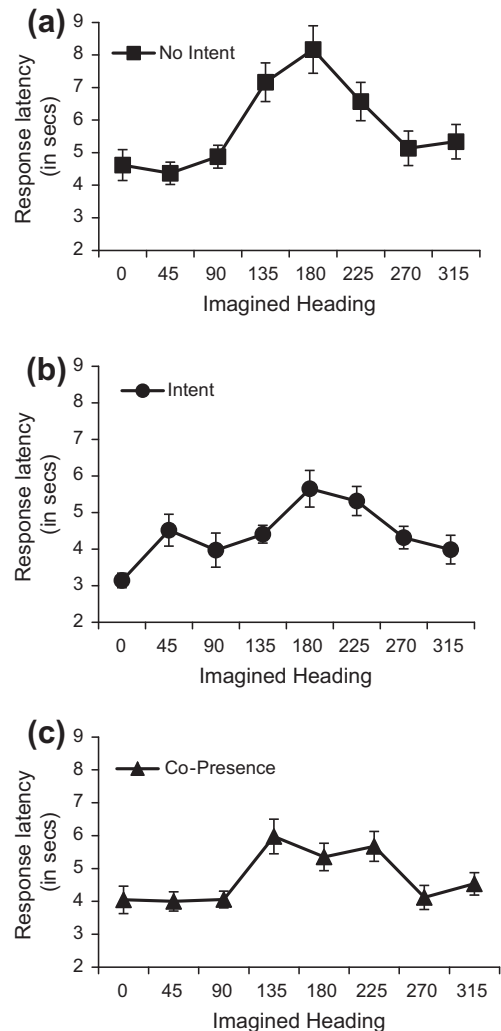 (a)
No Intent
Response latency
(in secs)
9
8
7
6
5
4
3
2
0 45 90 135 180 225 270 315
Imagined Heading
(b)
Intent
Response latency
(in secs)
9
8
7
6
5
4
3
2
0 45 90 135 180 225 270 315
Imagined Heading
(c)
Co-Presence
Response latency
(in secs)
9
8
7
6
5
4
3
2
0 45 90 135 180 225 270 315
Imagined Heading